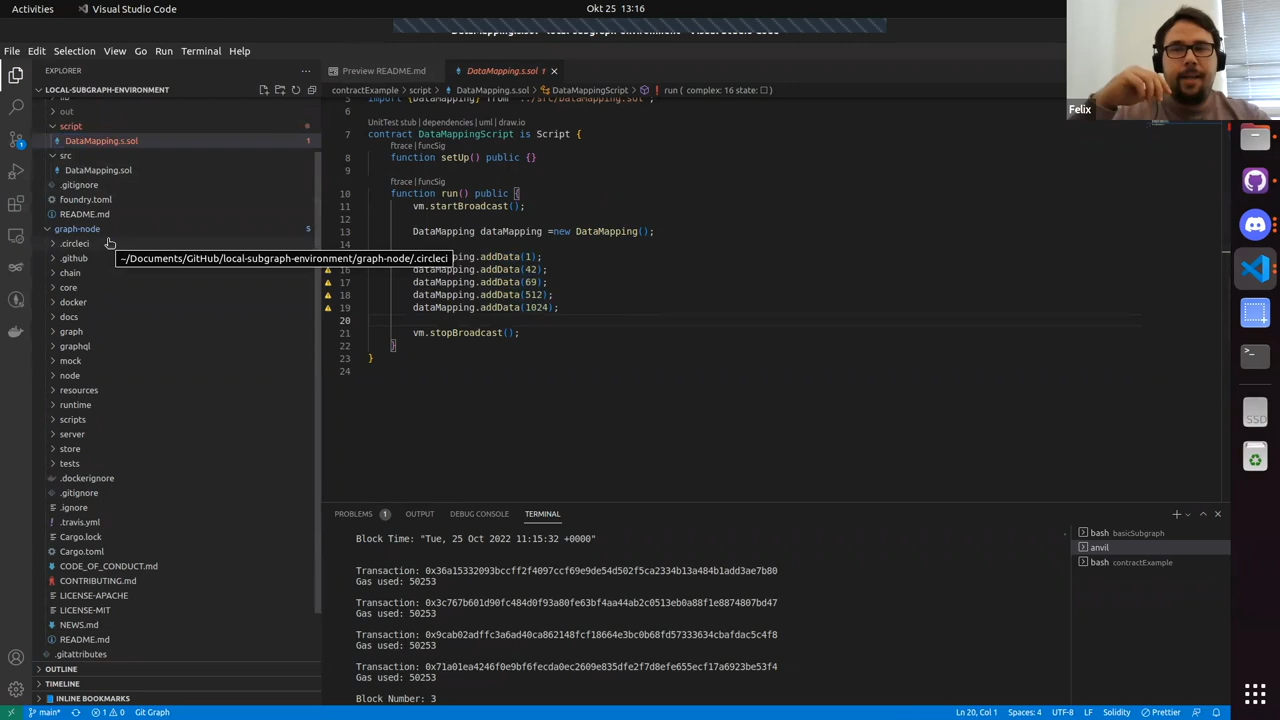 Activities
Visual Studio Code
Okt 25 13:16
File Edit Selection View Go Run Terminal Help
Felix
EXPLORER
LOCAL-SUBGRAPH-ENVIRONMENT
out
script
DataMapping.s.sol 1
src
DataMapping.sol
.gitignore
foundry.toml
README.md
graph-node S
.circleci
~/Documents/GitHub/local-subgraph-environment/graph-node/.circleci
.github
chain
core
docker
docs
graph
graphql
mock
node
resources
runtime
scripts
server
store
tests
.dockerignore
.gitignore
.ignore
.travis.yml
Cargo.lock
Cargo.toml
CODE_OF_CONDUCT.md
CONTRIBUTING.md
LICENSE-APACHE
LICENSE-MIT
NEWS.md
README.md
.gitattributes
OUTLINE
TIMELINE
INLINE BOOKMARKS
Preview README.md
DataMapping.s.sol 1
contractExample > script > DataMapping.s.sol > DataMappingScript > run ( complex: 16 state: )
UnitTest stub | dependencies | uml | draw.io
7 contract DataMappingScript is Script {
ftrace | funcSig
8 function setUp() public {}
9
ftrace | funcSig
10 function run() public {
11 vm.startBroadcast();
12
13 DataMapping dataMapping =new DataMapping();
14
.addData(1);
16 dataMapping.addData(42);
17 dataMapping.addData(69);
18 dataMapping.addData(512);
19 dataMapping.addData(1024);
20
21 vm.stopBroadcast();
22 }
23 }
24
PROBLEMS 1 OUTPUT DEBUG CONSOLE TERMINAL
Block Time: "Tue, 25 Oct 2022 11:15:32 +0000"
Transaction: 0x36a15332093bccff2f4097ccf69e9de54d502f5ca2334b13a484b1add3ae7b80
Gas used: 50253
Transaction: 0x3c767b601d90fc484d0f93a80fe63bf4aa44ab2c0513eb0a88f1e8874807bd47
Gas used: 50253
Transaction: 0x9cab02adffc3a6ad40ca862148fcf18664e3bc0b68fd57333634cbafdac5c4f8
Gas used: 50253
Transaction: 0x71a01ea4246f0e9bf6fecda0ec2609e835dfe2f7d8efe655ecf17a6923be53f4
Gas used: 50253
Block Number: 3
bash basicSubgraph
anvil
bash contractExample
main* 1 0 Git Graph
Ln 20, Col 1 Spaces: 4 UTF-8 LF Solidity Prettier